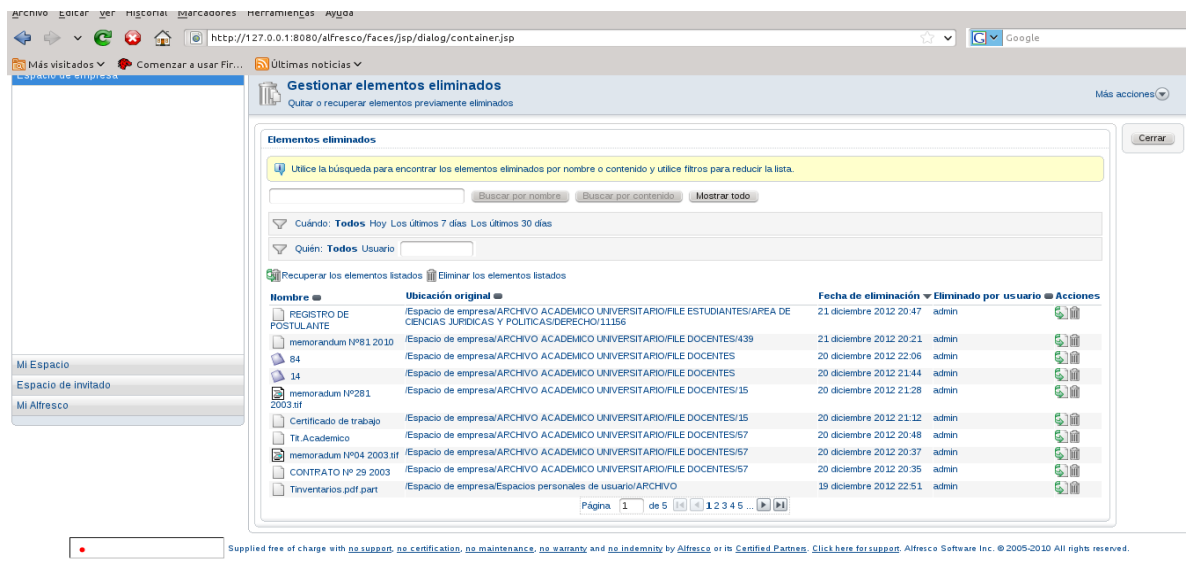 Archivo Editar Ver Historial Marcadores Herramientas Ayuda
http://127.0.0.1:8080/alfresco/faces/jsp/dialog/container.jsp
G Google
Más visitados Comenzar a usar Fir... Últimas noticias
Espacio de empresa
Gestionar elementos eliminados
Quitar o recuperar elementos previamente eliminados
Más acciones
Cerrar
Elementos eliminados
Utilice la búsqueda para encontrar los elementos eliminados por nombre o contenido y utilice filtros para reducir la lista.
Buscar por nombre Buscar por contenido Mostrar todo
Cuándo: Todos Hoy Los últimos 7 días Los últimos 30 días
Quién: Todos Usuario
Recuperar los elementos listados Eliminar los elementos listados
Nombre Ubicación original Fecha de eliminación Eliminado por usuario Acciones
REGISTRO DE POSTULANTE /Espacio de empresa/ARCHIVO ACADEMICO UNIVERSITARIO/FILE ESTUDIANTES/AREA DE CIENCIAS JURIDICAS Y POLITICAS/DERECHO/11156 21 diciembre 2012 20:47 admin
memorandum Nº81 2010 /Espacio de empresa/ARCHIVO ACADEMICO UNIVERSITARIO/FILE DOCENTES/439 21 diciembre 2012 20:21 admin
84 /Espacio de empresa/ARCHIVO ACADEMICO UNIVERSITARIO/FILE DOCENTES 20 diciembre 2012 22:06 admin
14 /Espacio de empresa/ARCHIVO ACADEMICO UNIVERSITARIO/FILE DOCENTES 20 diciembre 2012 21:44 admin
memoradum Nº281 2003.tif /Espacio de empresa/ARCHIVO ACADEMICO UNIVERSITARIO/FILE DOCENTES/15 20 diciembre 2012 21:28 admin
Certificado de trabajo /Espacio de empresa/ARCHIVO ACADEMICO UNIVERSITARIO/FILE DOCENTES/15 20 diciembre 2012 21:12 admin
Tit.Academico /Espacio de empresa/ARCHIVO ACADEMICO UNIVERSITARIO/FILE DOCENTES/57 20 diciembre 2012 20:48 admin
memoradum Nº04 2003.tif /Espacio de empresa/ARCHIVO ACADEMICO UNIVERSITARIO/FILE DOCENTES/57 20 diciembre 2012 20:37 admin
CONTRATO Nº 29 2003 /Espacio de empresa/ARCHIVO ACADEMICO UNIVERSITARIO/FILE DOCENTES/57 20 diciembre 2012 20:35 admin
Tinventarios.pdf.part /Espacio de empresa/Espacios personales de usuario/ARCHIVO 19 diciembre 2012 22:51 admin
Página 1 de 5 1 2 3 4 5 ...
Mi Espacio
Espacio de invitado
Mi Alfresco
Supplied free of charge with no support, no certification, no maintenance, no warranty and no indemnity by Alfresco or its Certified Partners. Click here for support. Alfresco Software Inc. © 2005-2010 All rights reserved.